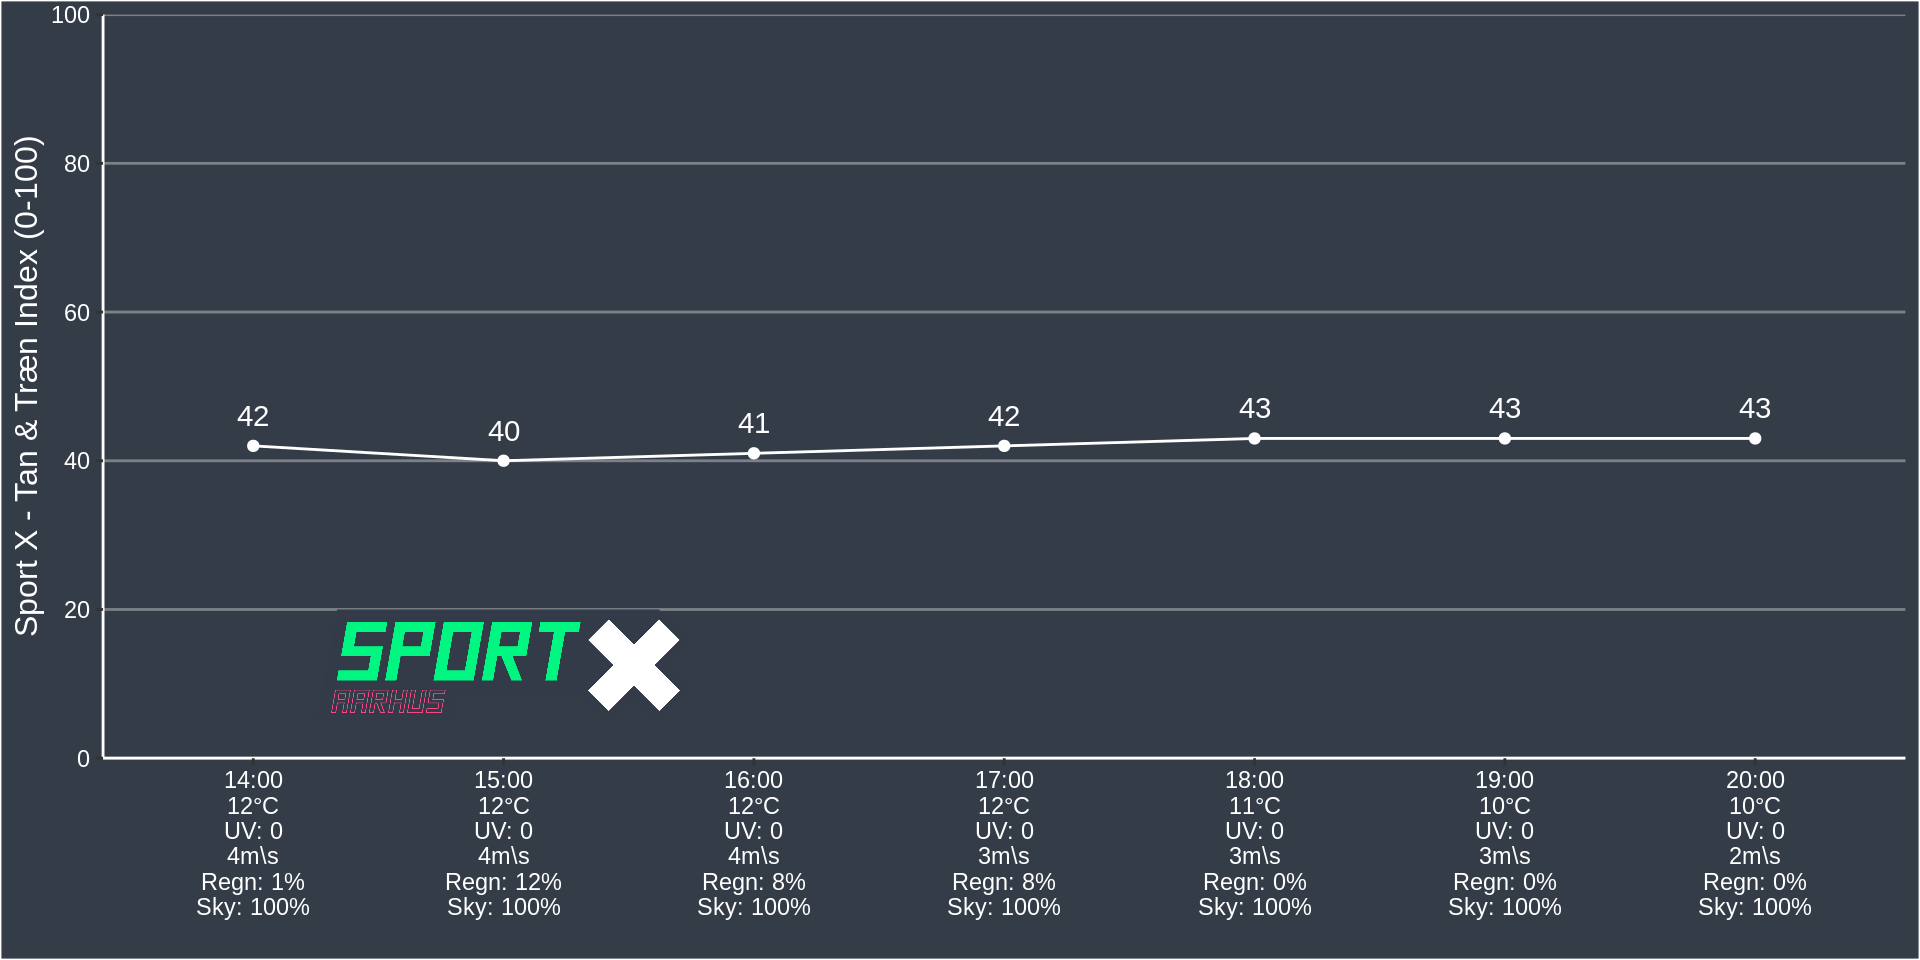 Sport X - Tan & Træn Index (0-100)
100
80
60
40
20
0
42
40
41
42
43
43
43
SPORT X
AARHUS
14:00
12°C
UV: 0
4m\s
Regn: 1%
Sky: 100%
15:00
12°C
UV: 0
4m\s
Regn: 12%
Sky: 100%
16:00
12°C
UV: 0
4m\s
Regn: 8%
Sky: 100%
17:00
12°C
UV: 0
3m\s
Regn: 8%
Sky: 100%
18:00
11°C
UV: 0
3m\s
Regn: 0%
Sky: 100%
19:00
10°C
UV: 0
3m\s
Regn: 0%
Sky: 100%
20:00
10°C
UV: 0
2m\s
Regn: 0%
Sky: 100%